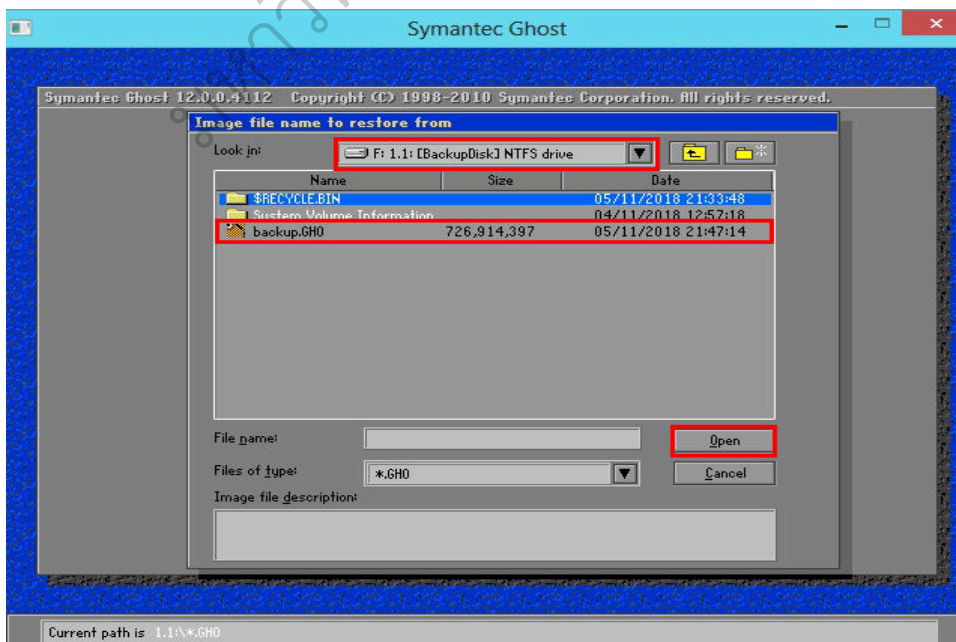 Symantec Ghost
Symantec Ghost 12.0.0.4112 Copyright (C) 1998-2010 Symantec Corporation. All rights reserved.
Image file name to restore from
Look in: F: 1.1: [BackupDisk] NTFS drive
Name Size Date
$RECYCLE.BIN 05/11/2018 21:33:48
System Volume Information 04/11/2018 12:57:18
backup.GHO 726,914,397 05/11/2018 21:47:14
File name: Open
Files of type: *.GHO Cancel
Image file description:
Current path is 1.1:\*.GHO